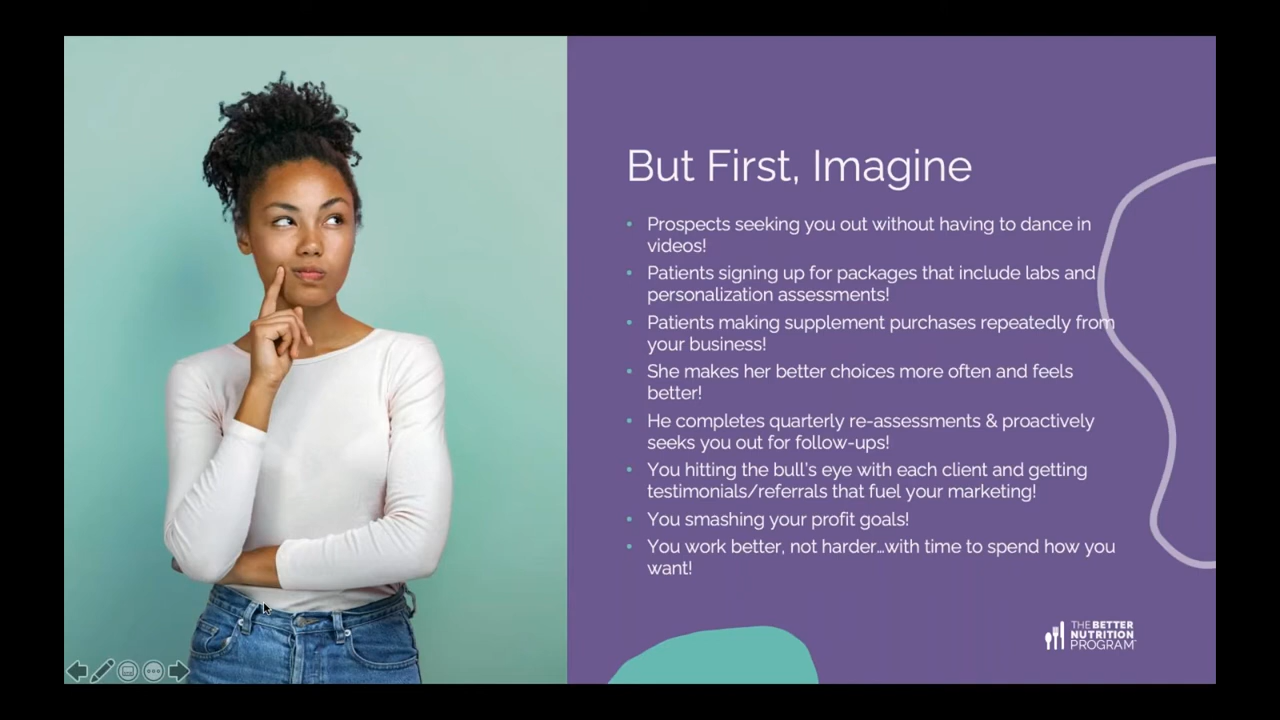 But First, Imagine
• Prospects seeking you out without having to dance in
videos!
• Patients signing up for packages that include labs and
personalization assessments!
• Patients making supplement purchases repeatedly from
your business!
• She makes her better choices more often and feels
better!
• He completes quarterly re-assessments & proactively
seeks you out for follow-ups!
• You hitting the bull's eye with each client and getting
testimonials/referrals that fuel your marketing!
• You smashing your profit goals!
• You work better, not harder…with time to spend how you
want!
THE BETTER
NUTRITION
PROGRAM